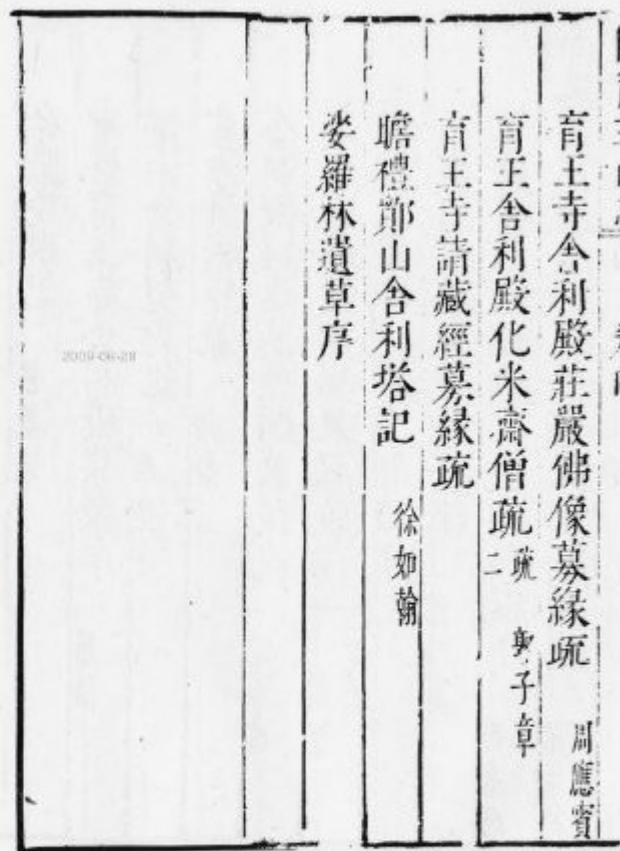 育王寺舍利殿莊嚴佛像募緣疏 周應賓
育王舍利殿化米齋僧疏 疏二 郭子章
育王寺請藏經募緣疏
瞻禮鄮山舍利塔記 徐如翰
娑羅林遺草序
2009-08-28